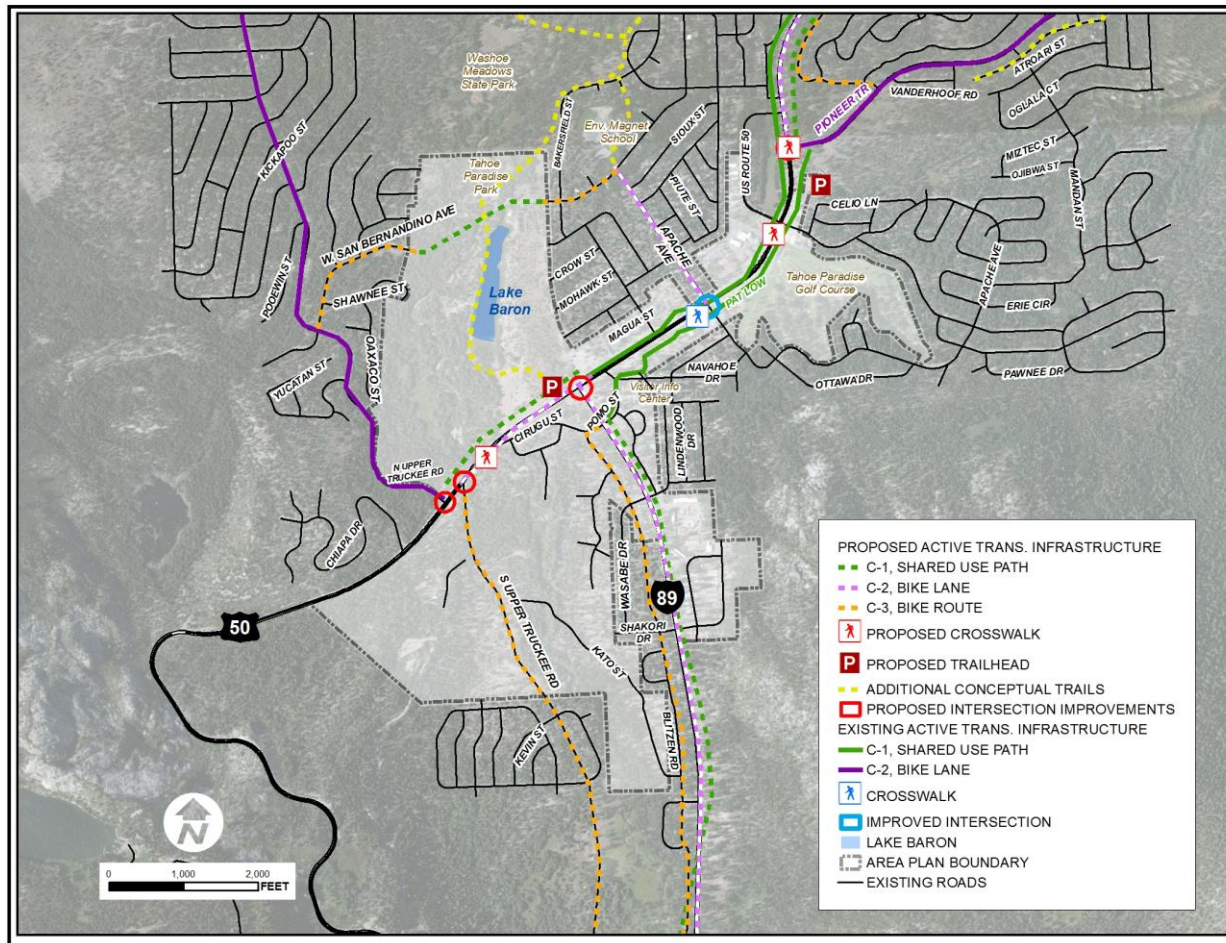 Washoe
Meadows
State Park
BAKERSFIELD ST
Env. Magnet
School
SIOUX ST
US ROUTE 50
PIONEER TR
VANDERHOOF RD
ATROARI ST
OGLALA CT
MIZTEC ST
OJIBWA ST
MANDAN ST
KICKAPOO ST
Tahoe
Paradise
Park
PIUTE ST
APACHE
AVE
P
CELIO LN
W. SAN BERNANDINO AVE
POOEWIN ST
SHAWNEE ST
CROW ST
MOHAWK ST
Lake
Baron
MAGUA ST
PAT LOW
Tahoe Paradise
Golf Course
APACHE AVE
ERIE CIR
OAXACO ST
YUCATAN ST
NAVAHOE
DR
OTTAWA DR
PAWNEE DR
P
Visitor Info
Center
CIRUGU ST
POMO ST
LINDENWOOD
DR
N UPPER
TRUCKEE RD
CHIAPA DR
WASABE DR
89
50
S UPPER TRUCKEE RD
SHAKORI
DR
KATO ST
BLITZEN RD
KEVIN ST
N
0 1,000 2,000
FEET
PROPOSED ACTIVE TRANS. INFRASTRUCTURE
C-1, SHARED USE PATH
C-2, BIKE LANE
C-3, BIKE ROUTE
PROPOSED CROSSWALK
P PROPOSED TRAILHEAD
ADDITIONAL CONCEPTUAL TRAILS
PROPOSED INTERSECTION IMPROVEMENTS
EXISTING ACTIVE TRANS. INFRASTRUCTURE
C-1, SHARED USE PATH
C-2, BIKE LANE
CROSSWALK
IMPROVED INTERSECTION
LAKE BARON
AREA PLAN BOUNDARY
EXISTING ROADS